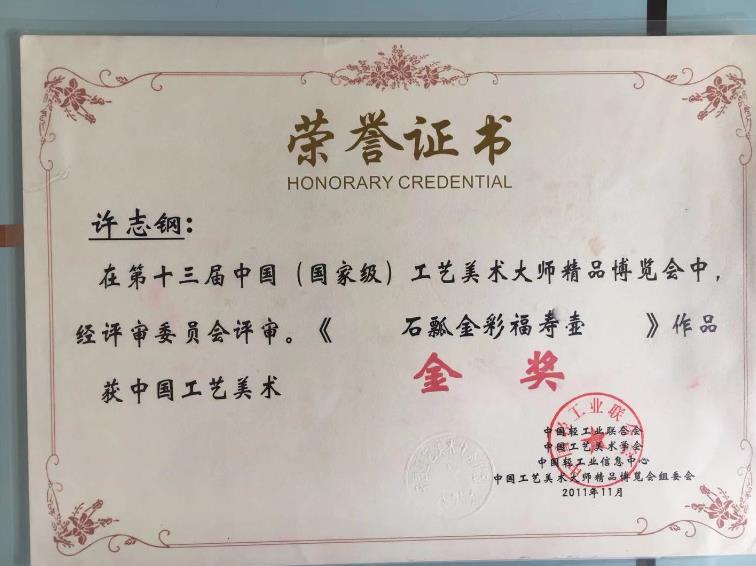 荣誉证书
HONORARY CREDENTIAL
许志钢：
在第十三届中国（国家级）工艺美术大师精品博览会中，
经评审委员会评审。《 石瓢金彩福寿壶 》作品
获中国工艺美术 金 奖
中国轻工业联合会
中国工艺美术学会
中国轻工业信息中心
中国工艺美术大师精品博览会组委会
2011年11月